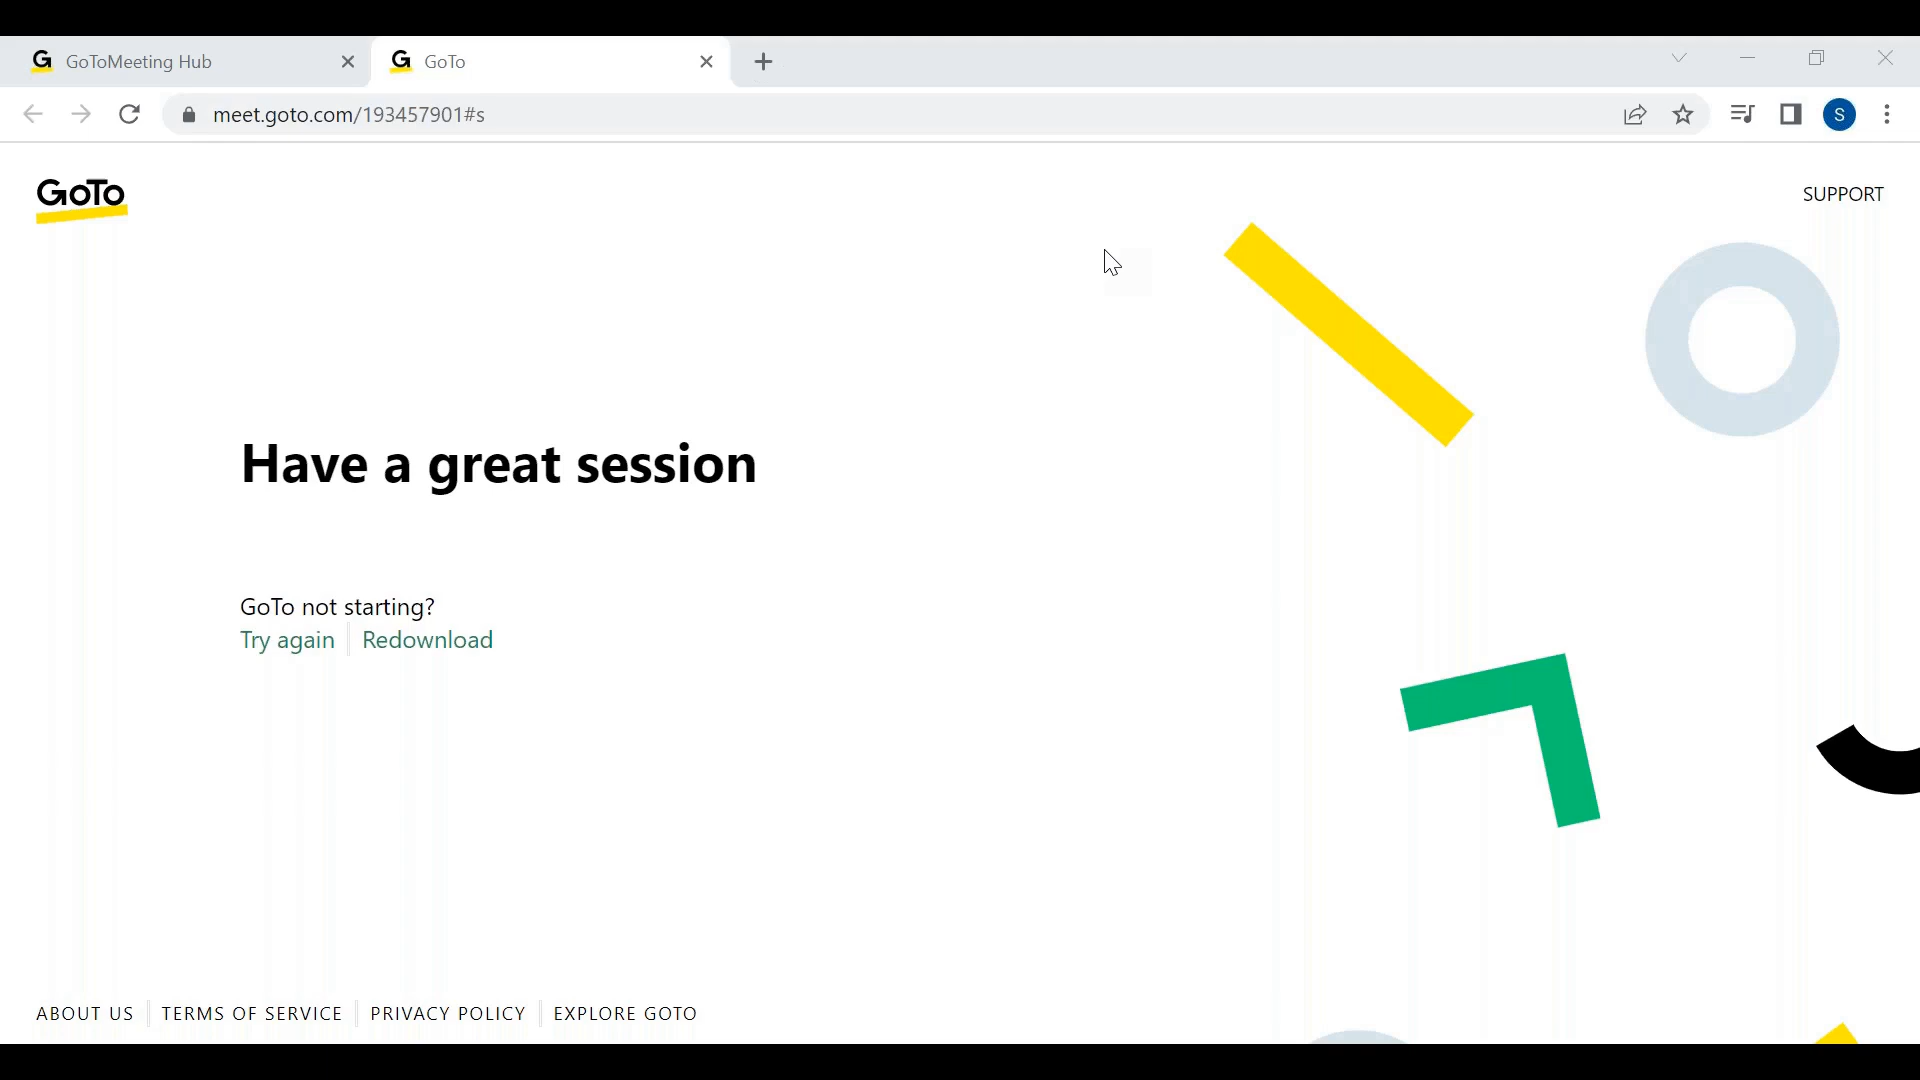 G GoToMeeting Hub
G GoTo
meet.goto.com/193457901#s
S
GoTo
SUPPORT
Have a great session
GoTo not starting?
Try again
Redownload
ABOUT US
TERMS OF SERVICE
PRIVACY POLICY
EXPLORE GOTO